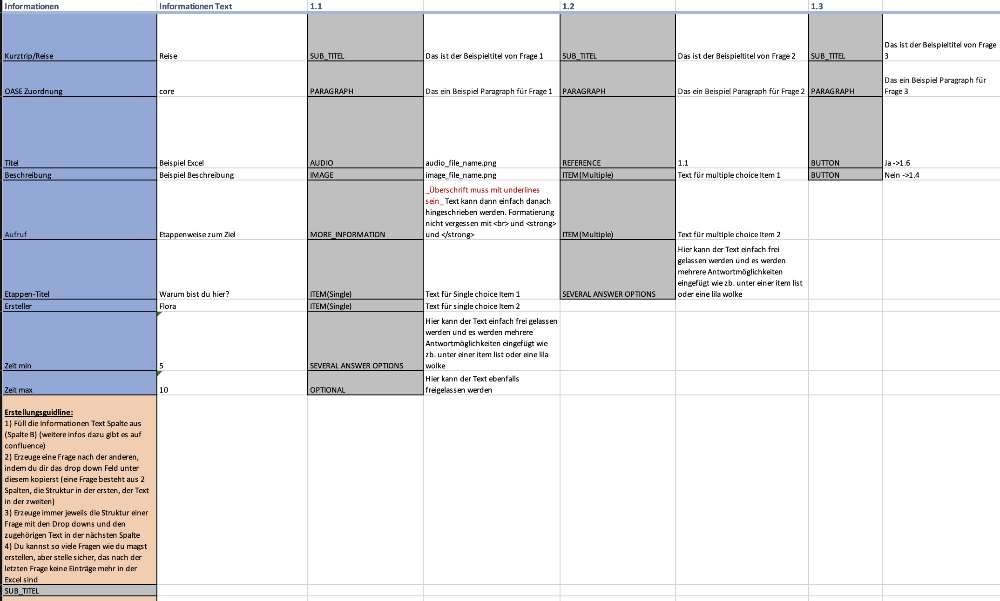 Informationen
Informationen Text
1.1
1.2
1.3
Kurztrip/Reise
Reise
SUB_TITEL
Das ist der Beispieltitel von Frage 1
SUB_TITEL
Das ist der Beispieltitel von Frage 2
SUB_TITEL
Das ist der Beispieltitel von Frage
3
OASE Zuordnung
core
PARAGRAPH
Das ein Beispiel Paragraph für Frage 1
PARAGRAPH
Das ein Beispiel Paragraph für Frage 2
PARAGRAPH
Das ein Beispiel Paragraph für
Frage 3
Titel
Beispiel Excel
AUDIO
audio_file_name.png
REFERENCE
1.1
BUTTON
Ja ->1.6
Beschreibung
Beispiel Beschreibung
IMAGE
image_file_name.png
ITEM(Multiple)
Text für multiple choice Item 1
BUTTON
Nein ->1.4
Aufruf
Etappenweise zum Ziel
MORE_INFORMATION
_Überschrift muss mit underlines
sein_ Text kann dann einfach danach
hingeschrieben werden. Formatierung
nicht vergessen mit <br> und <strong>
und </strong>
ITEM(Multiple)
Text für multiple choice Item 2
Etappen-Titel
Warum bist du hier?
ITEM(Single)
Text für Single choice Item 1
SEVERAL ANSWER OPTIONS
Hier kann der Text einfach frei
gelassen werden und es werden
mehrere Antwortmöglichkeiten
eingefügt wie zb. unter einer item list
oder eine lila wolke
Ersteller
Flora
ITEM(Single)
Text für single choice Item 2
Zeit min
5
SEVERAL ANSWER OPTIONS
Hier kann der Text einfach frei gelassen
werden und es werden mehrere
Antwortmöglichkeiten eingefügt wie
zb. unter einer item list oder eine lila
wolke
Zeit max
10
OPTIONAL
Hier kann der Text ebenfalls
freigelassen werden
Erstellungsguidline:
1) Füll die Informationen Text Spalte aus
(Spalte B) (weitere infos dazu gibt es auf
confluence)
2) Erzeuge eine Frage nach der anderen,
indem du dir das drop down Feld unter
diesem kopierst (eine Frage besteht aus 2
Spalten, die Struktur in der ersten, der Text
in der zweiten)
3) Erzeuge immer jeweils die Struktur einer
Frage mit den Drop downs und den
zugehörigen Text in der nächsten Spalte
4) Du kannst so viele Fragen wie du magst
erstellen, aber stelle sicher, das nach der
letzten Frage keine Einträge mehr in der
Excel sind
SUB_TITEL